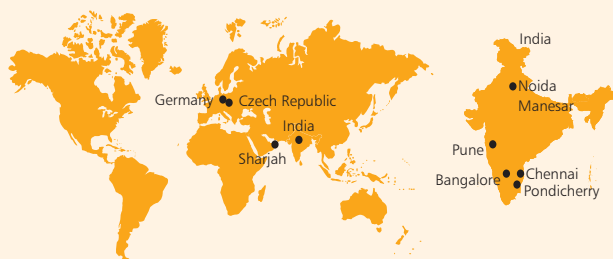 Germany
Czech Republic
India
Sharjah
India
Noida
Manesar
Pune
Bangalore
Chennai
Pondicherry